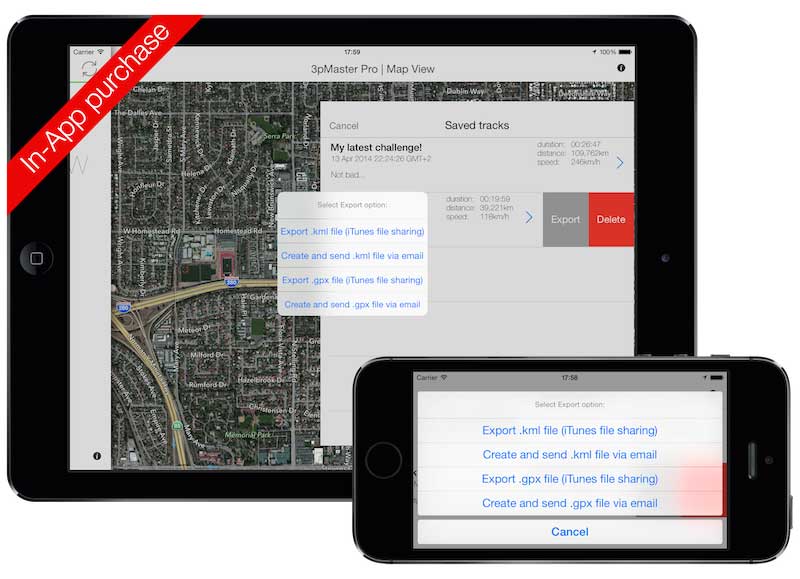 In-App purchase
Carrier 17:59 100%
3pMaster Pro | Map View
Chelan Dr
The Dalles Ave
Dublin Way
Serra Park
Helena Dr
W Homestead Rd
Kimberly Dr
280
280
Meteor Dr
Milford Dr
Rumford Dr
Hazelbrook Dr
Christensen Dr
Mary Ave
Memorial Park
Cancel Saved tracks
My latest challenge!
13 Apr 2014 22:24:26 GMT+2
Not bad...
duration: 00:26:47
distance: 109,762km
speed: 246km/h
duration: 00:19:59
distance: 39,221km
speed: 118km/h
Export Delete
Select Export option:
Export .kml file (iTunes file sharing)
Create and send .kml file via email
Export .gpx file (iTunes file sharing)
Create and send .gpx file via email
Carrier 17:58
Select Export option:
Export .kml file (iTunes file sharing)
Create and send .kml file via email
Export .gpx file (iTunes file sharing)
Create and send .gpx file via email
Cancel